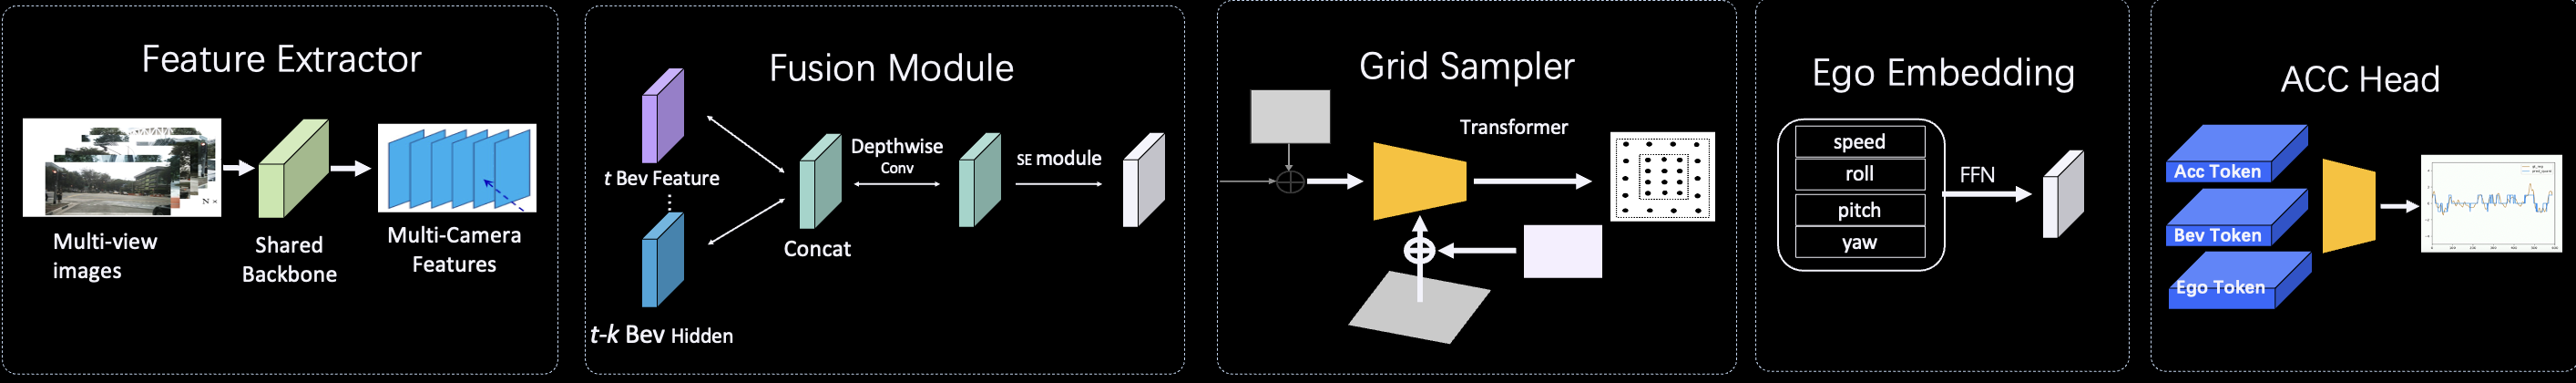 Feature Extractor
Multi-view
images
Shared
Backbone
Multi-Camera
Features
Fusion Module
t Bev Feature
t-k Bev Hidden
Concat
Depthwise
Conv
SE module
Grid Sampler
Transformer
Ego Embedding
speed
roll
pitch
yaw
FFN
ACC Head
Acc Token
Bev Token
Ego Token